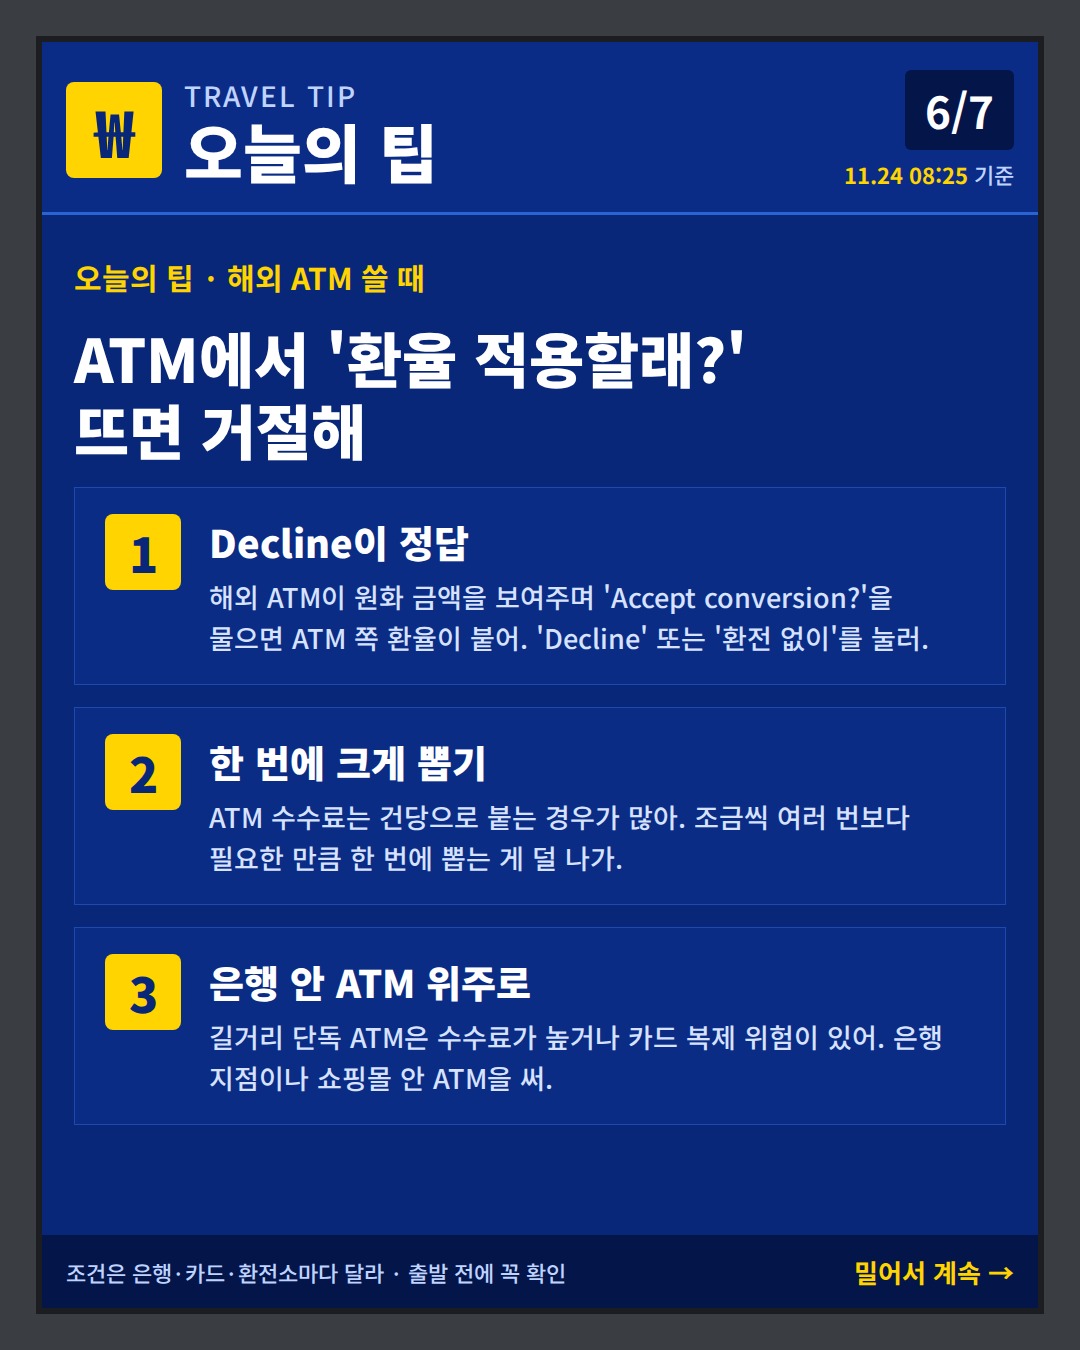 ₩
TRAVEL TIP
오늘의 팁
6/7
11.24 08:25 기준
오늘의 팁 · 해외 ATM 쓸 때
ATM에서 '환율 적용할래?'
뜨면 거절해
1
Decline이 정답
해외 ATM이 원화 금액을 보여주며 'Accept conversion?'을
물으면 ATM 쪽 환율이 붙어. 'Decline' 또는 '환전 없이'를 눌러.
2
한 번에 크게 뽑기
ATM 수수료는 건당으로 붙는 경우가 많아. 조금씩 여러 번보다
필요한 만큼 한 번에 뽑는 게 덜 나가.
3
은행 안 ATM 위주로
길거리 단독 ATM은 수수료가 높거나 카드 복제 위험이 있어. 은행
지점이나 쇼핑몰 안 ATM을 써.
조건은 은행·카드·환전소마다 달라 · 출발 전에 꼭 확인
밀어서 계속 →